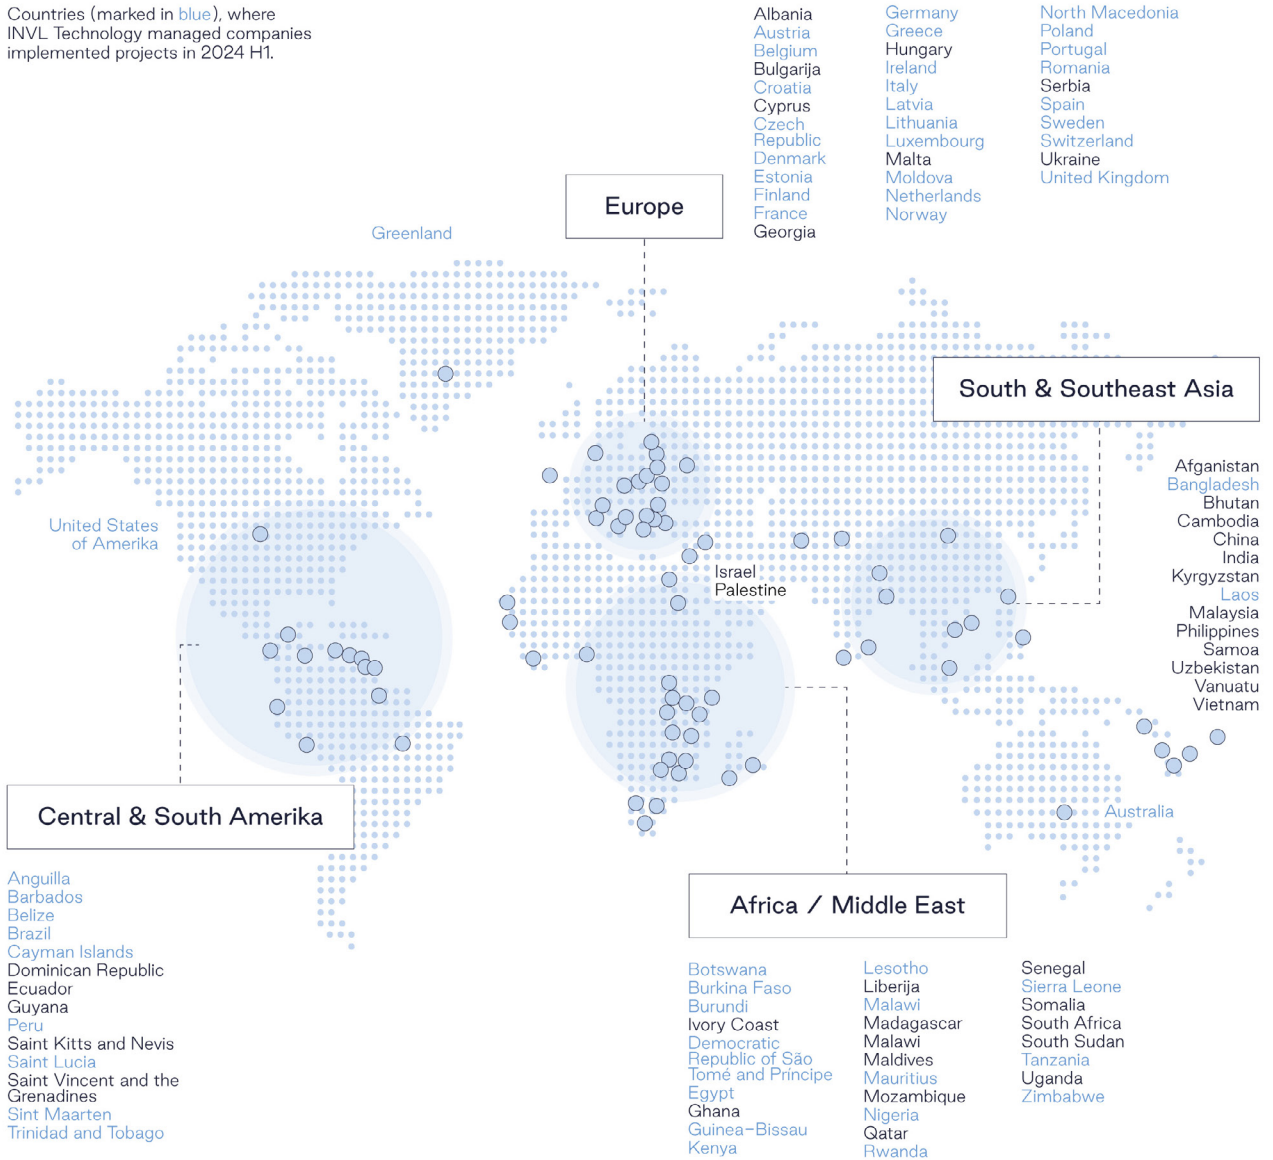 Countries (marked in blue), where
INVL Technology managed companies
implemented projects in 2024 H1.
Albania
Austria
Belgium
Bulgarija
Croatia
Cyprus
Czech
Republic
Denmark
Estonia
Finland
France
Georgia
Germany
Greece
Hungary
Ireland
Italy
Latvia
Lithuania
Luxembourg
Malta
Moldova
Netherlands
Norway
North Macedonia
Poland
Portugal
Romania
Serbia
Spain
Sweden
Switzerland
Ukraine
United Kingdom
Europe
Greenland
South & Southeast Asia
Afganistan
Bangladesh
Bhutan
Cambodia
China
India
Kyrgyzstan
Laos
Malaysia
Philippines
Samoa
Uzbekistan
Vanuatu
Vietnam
United States
of Amerika
Israel
Palestine
Australia
Central & South Amerika
Anguilla
Barbados
Belize
Brazil
Cayman Islands
Dominican Republic
Ecuador
Guyana
Peru
Saint Kitts and Nevis
Saint Lucia
Saint Vincent and the
Grenadines
Sint Maarten
Trinidad and Tobago
Africa / Middle East
Botswana
Burkina Faso
Burundi
Ivory Coast
Democratic
Republic of São
Tomé and Príncipe
Egypt
Ghana
Guinea-Bissau
Kenya
Lesotho
Liberija
Malawi
Madagascar
Malawi
Maldives
Mauritius
Mozambique
Nigeria
Qatar
Rwanda
Senegal
Sierra Leone
Somalia
South Africa
South Sudan
Tanzania
Uganda
Zimbabwe